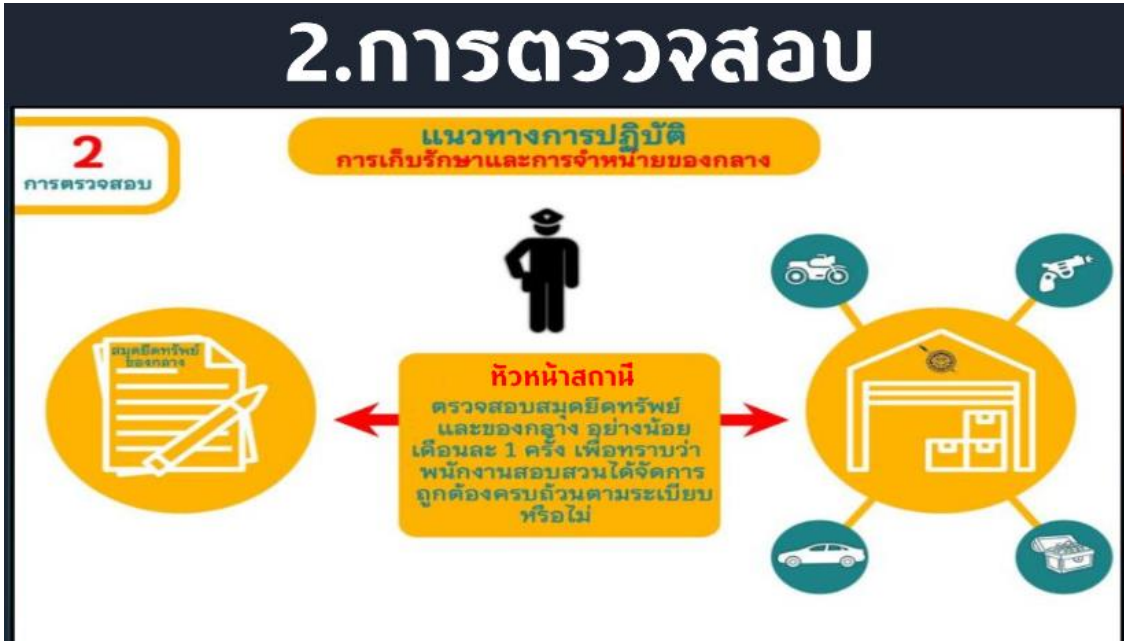 2.การตรวจสอบ
2
การตรวจสอบ
แนวทางการปฏิบัติ
การเก็บรักษาและการจำหน่ายของกลาง
สมุดยึดทรัพย์
ของกลาง
หัวหน้าสถานี
ตรวจสอบสมุดยึดทรัพย์
และของกลาง อย่างน้อย
เดือนละ 1 ครั้ง เพื่อทราบว่า
พนักงานสอบสวนได้จัดการ
ถูกต้องครบถ้วนตามระเบียบ
หรือไม่